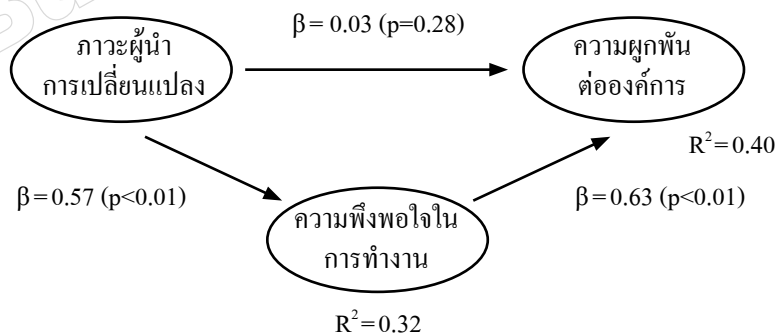 β = 0.03 (p=0.28)
ภาวะผู้นำ
การเปลี่ยนแปลง
ความผูกพัน
ต่อองค์การ
R²=0.40
β=0.57 (p<0.01)
β=0.63 (p<0.01)
ความพึงพอใจใน
การทำงาน
R²=0.32